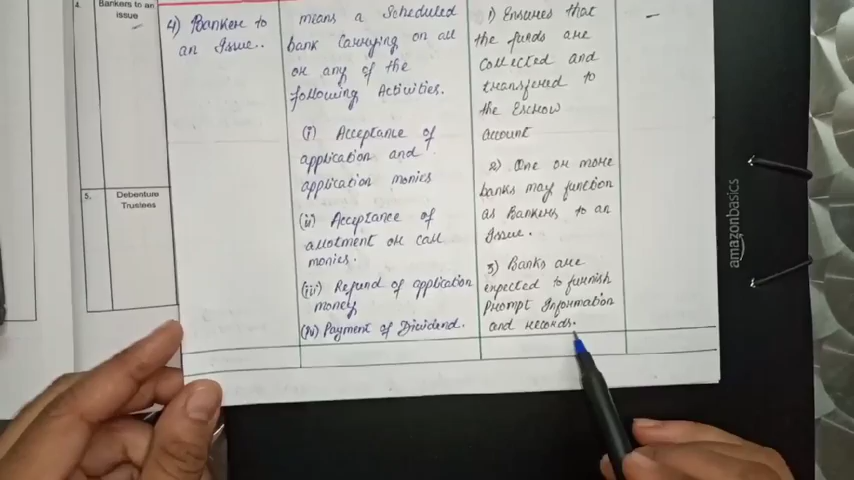 4.
Bankers to an
issue
5.
Debenture
Trustees
4) Banker to
an Issue..
means a Scheduled
bank Carrying on all
or any of the
following Activities.
(i) Acceptance of
application and
application monies
(ii) Acceptance of
allotment or call
monies.
(iii) Refund of application
money
(iv) Payment of Dividend.
1) Ensures that
the funds are
collected and
transfered to
the Escrow
account
2) One or more
banks may function
as Bankers to an
Issue.
3) Banks are
expected to furnish
Prompt Information
and records.
—
amazonbasics